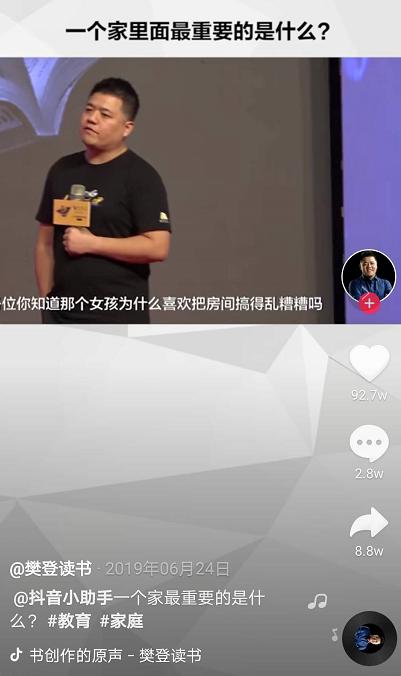 一个家里面最重要的是什么？
位你知道那个女孩为什么喜欢把房间搞得乱糟糟吗
92.7w
2.8w
8.8w
@樊登读书 · 2019年06月24日
@抖音小助手一个家最重要的是什
么？ #教育 #家庭
书创作的原声 - 樊登读书